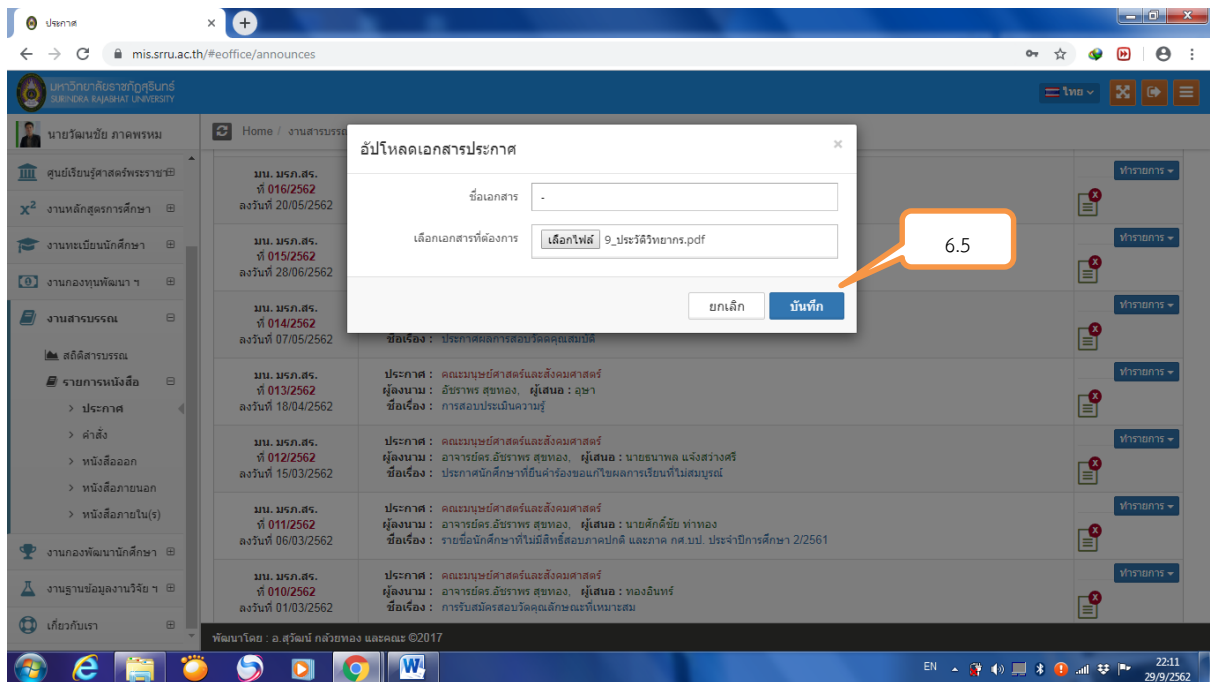 ประกาศ
mis.srru.ac.th/#eoffice/announces
มหาวิทยาลัยราชภัฏสุรินทร์
SURINDRA RAJABHAT UNIVERSITY
ไทย
นายวัฒนชัย ภาคพรหม
Home / งานสารบรรณ
ศูนย์เรียนรู้ศาสตร์พระราชา
งานหลักสูตรการศึกษา
งานทะเบียนนักศึกษา
งานกองทุนพัฒนา ฯ
งานสารบรรณ
สถิติสารบรรณ
รายการหนังสือ
> ประกาศ
> คำสั่ง
> หนังสือออก
> หนังสือภายนอก
> หนังสือภายใน(ร)
งานกองพัฒนานักศึกษา
งานฐานข้อมูลงานวิจัย ฯ
เกี่ยวกับเรา
อัปโหลดเอกสารประกาศ ×
ชื่อเอกสาร -
เลือกเอกสารที่ต้องการ เลือกไฟล์ 9_ประวัติวิทยากร.pdf
ยกเลิก บันทึก
6.5
มน. มรภ.สร.
ที่ 016/2562
ลงวันที่ 20/05/2562
ทำรายการ
มน. มรภ.สร.
ที่ 015/2562
ลงวันที่ 28/06/2562
ทำรายการ
มน. มรภ.สร.
ที่ 014/2562
ลงวันที่ 07/05/2562
ชื่อเรื่อง : ประกาศผลการสอบวัดคุณสมบัติ
ทำรายการ
มน. มรภ.สร.
ที่ 013/2562
ลงวันที่ 18/04/2562
ประกาศ : คณะมนุษย์ศาสตร์และสังคมศาสตร์
ผู้ลงนาม : อัชราพร สุขทอง, ผู้เสนอ : อุษา
ชื่อเรื่อง : การสอบประเมินความรู้
ทำรายการ
มน. มรภ.สร.
ที่ 012/2562
ลงวันที่ 15/03/2562
ประกาศ : คณะมนุษย์ศาสตร์และสังคมศาสตร์
ผู้ลงนาม : อาจารย์ดร.อัชราพร สุขทอง, ผู้เสนอ : นายธนาพล แจ้งสว่างศรี
ชื่อเรื่อง : ประกาศนักศึกษาที่ยื่นคำร้องขอแก้ไขผลการเรียนที่ไม่สมบูรณ์
ทำรายการ
มน. มรภ.สร.
ที่ 011/2562
ลงวันที่ 06/03/2562
ประกาศ : คณะมนุษย์ศาสตร์และสังคมศาสตร์
ผู้ลงนาม : อาจารย์ดร.อัชราพร สุขทอง, ผู้เสนอ : นายศักดิ์ชัย ท่าทอง
ชื่อเรื่อง : รายชื่อนักศึกษาที่ไม่มีสิทธิ์สอบภาคปกติ และภาค กศ.บป. ประจำปีการศึกษา 2/2561
ทำรายการ
มน. มรภ.สร.
ที่ 010/2562
ลงวันที่ 01/03/2562
ประกาศ : คณะมนุษย์ศาสตร์และสังคมศาสตร์
ผู้ลงนาม : อาจารย์ดร.อัชราพร สุขทอง, ผู้เสนอ : ทองอินทร์
ชื่อเรื่อง : การรับสมัครสอบวัดคุณลักษณะที่เหมาะสม
ทำรายการ
พัฒนาโดย : อ.สุวัฒน์ กล้วยทอง และคณะ ©2017
EN
22:11
29/9/2562